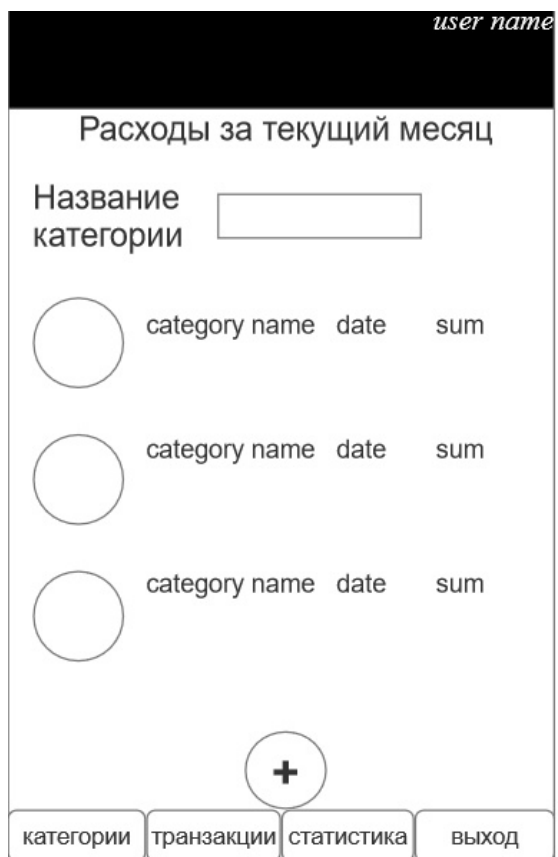 user name
Расходы за текущий месяц
Название
категории
category name date sum
category name date sum
category name date sum
+
категории транзакции статистика выход